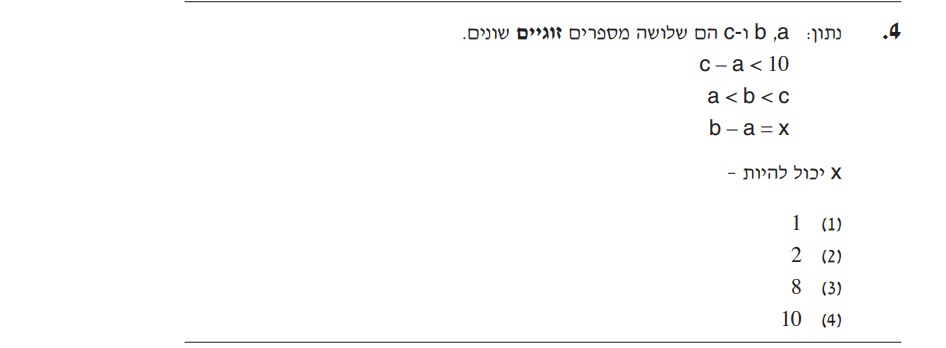 4. נתון: a, b ו-c הם שלושה מספרים זוגיים שונים.
c – a < 10
a < b < c
b – a = x
x יכול להיות –
(1) 1
(2) 2
(3) 8
(4) 10